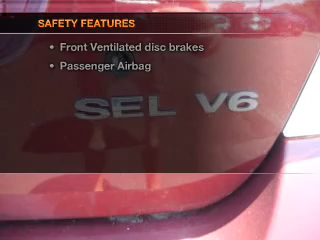 SAFETY FEATURES
• Front Ventilated disc brakes
• Passenger Airbag
SEL V6